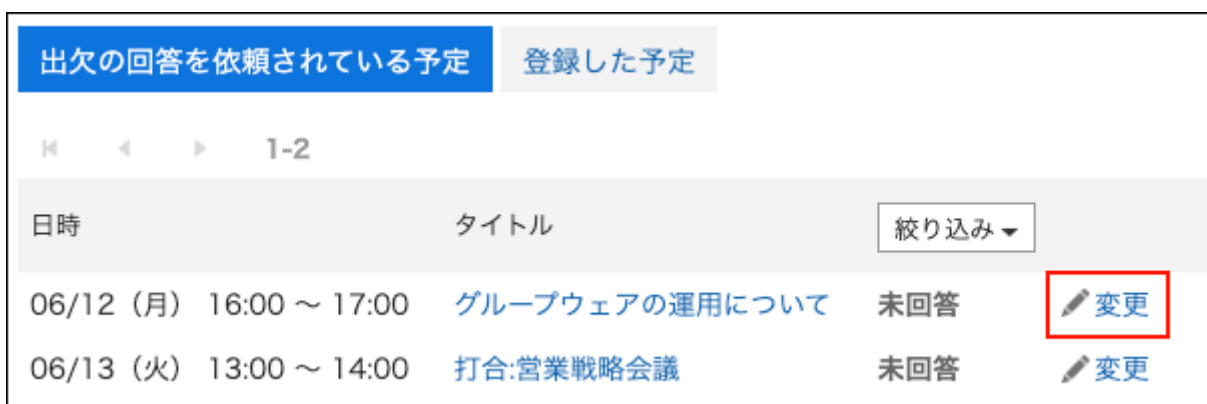 出欠の回答を依頼されている予定 登録した予定
1-2
日時 タイトル 絞り込み
06/12（月） 16:00 ～ 17:00 グループウェアの運用について 未回答 変更
06/13（火） 13:00 ～ 14:00 打合:営業戦略会議 未回答 変更